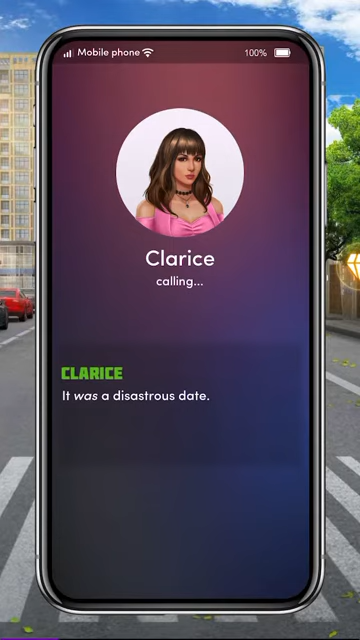 Mobile phone 100%
Clarice
calling...
CLARICE
It was a disastrous date.